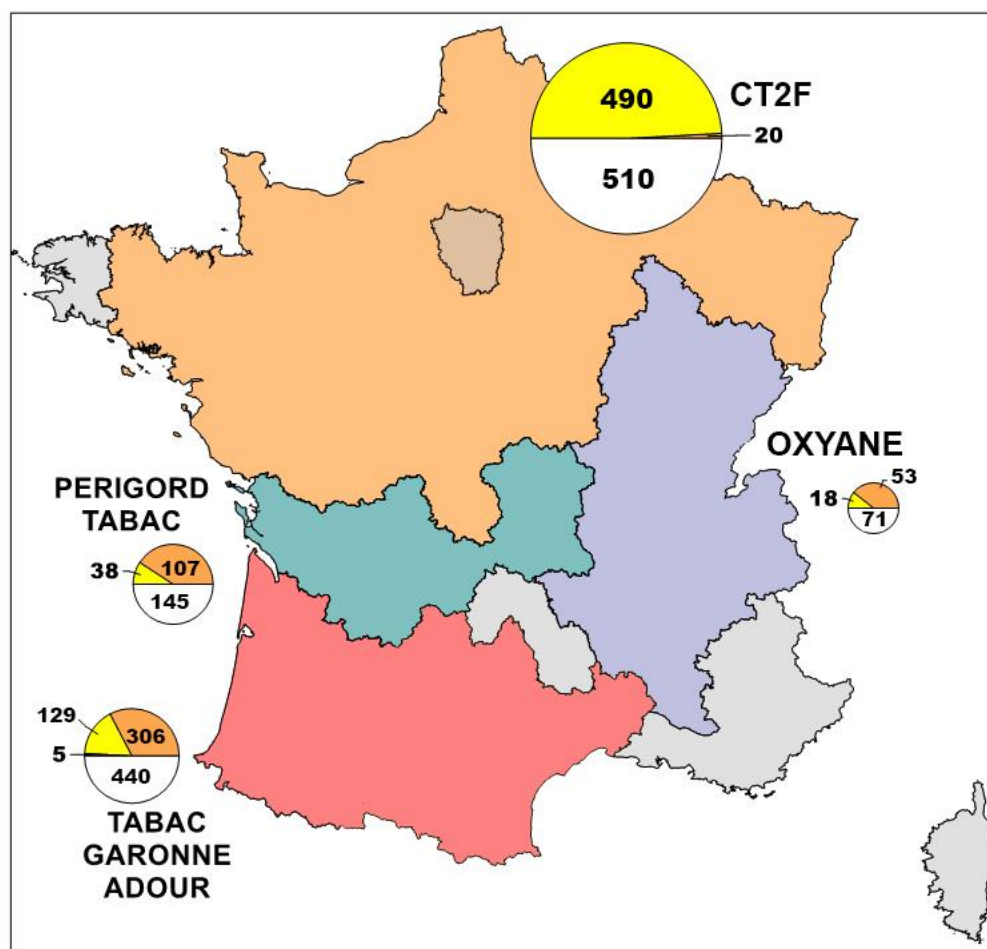 490
CT2F
20
510
OXYANE
53
18
71
PERIGORD
TABAC
107
38
145
129
306
5
440
TABAC
GARONNE
ADOUR